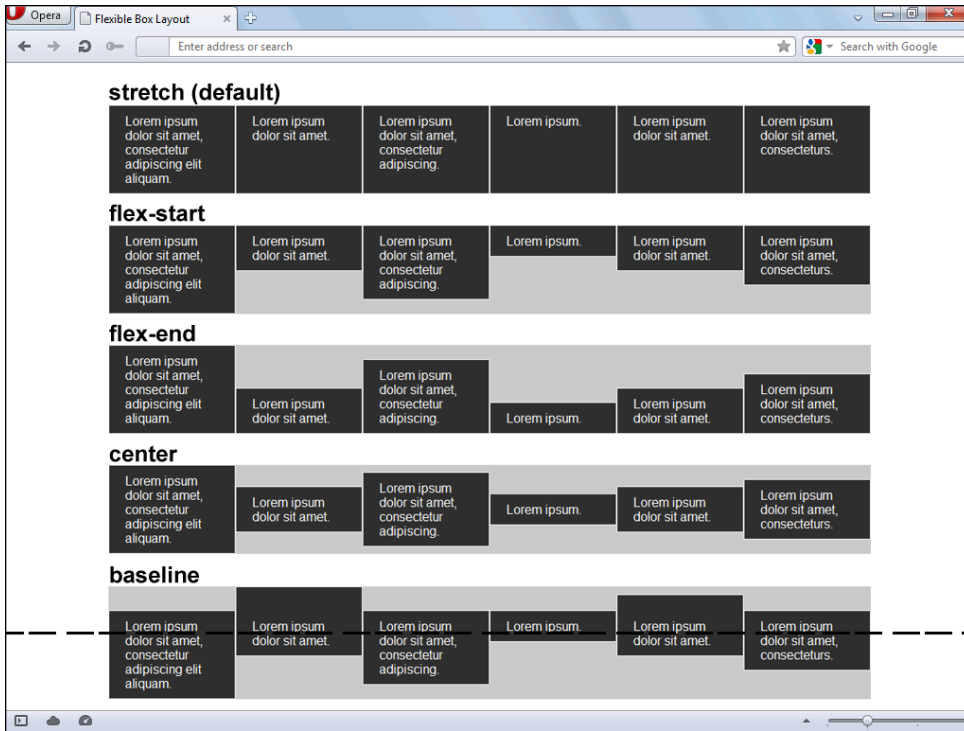 Opera
Flexible Box Layout
Enter address or search
Search with Google
stretch (default)
Lorem ipsum
dolor sit amet,
consectetur
adipiscing elit
aliquam.
Lorem ipsum
dolor sit amet.
Lorem ipsum
dolor sit amet,
consectetur
adipiscing.
Lorem ipsum.
Lorem ipsum
dolor sit amet.
Lorem ipsum
dolor sit amet,
consecteturs.
flex-start
Lorem ipsum
dolor sit amet,
consectetur
adipiscing elit
aliquam.
Lorem ipsum
dolor sit amet.
Lorem ipsum
dolor sit amet,
consectetur
adipiscing.
Lorem ipsum.
Lorem ipsum
dolor sit amet.
Lorem ipsum
dolor sit amet,
consecteturs.
flex-end
Lorem ipsum
dolor sit amet,
consectetur
adipiscing elit
aliquam.
Lorem ipsum
dolor sit amet.
Lorem ipsum
dolor sit amet,
consectetur
adipiscing.
Lorem ipsum.
Lorem ipsum
dolor sit amet.
Lorem ipsum
dolor sit amet,
consecteturs.
center
Lorem ipsum
dolor sit amet,
consectetur
adipiscing elit
aliquam.
Lorem ipsum
dolor sit amet.
Lorem ipsum
dolor sit amet,
consectetur
adipiscing.
Lorem ipsum.
Lorem ipsum
dolor sit amet.
Lorem ipsum
dolor sit amet,
consecteturs.
baseline
Lorem ipsum
dolor sit amet,
consectetur
adipiscing elit
aliquam.
Lorem ipsum
dolor sit amet.
Lorem ipsum
dolor sit amet,
consectetur
adipiscing.
Lorem ipsum.
Lorem ipsum
dolor sit amet.
Lorem ipsum
dolor sit amet,
consecteturs.